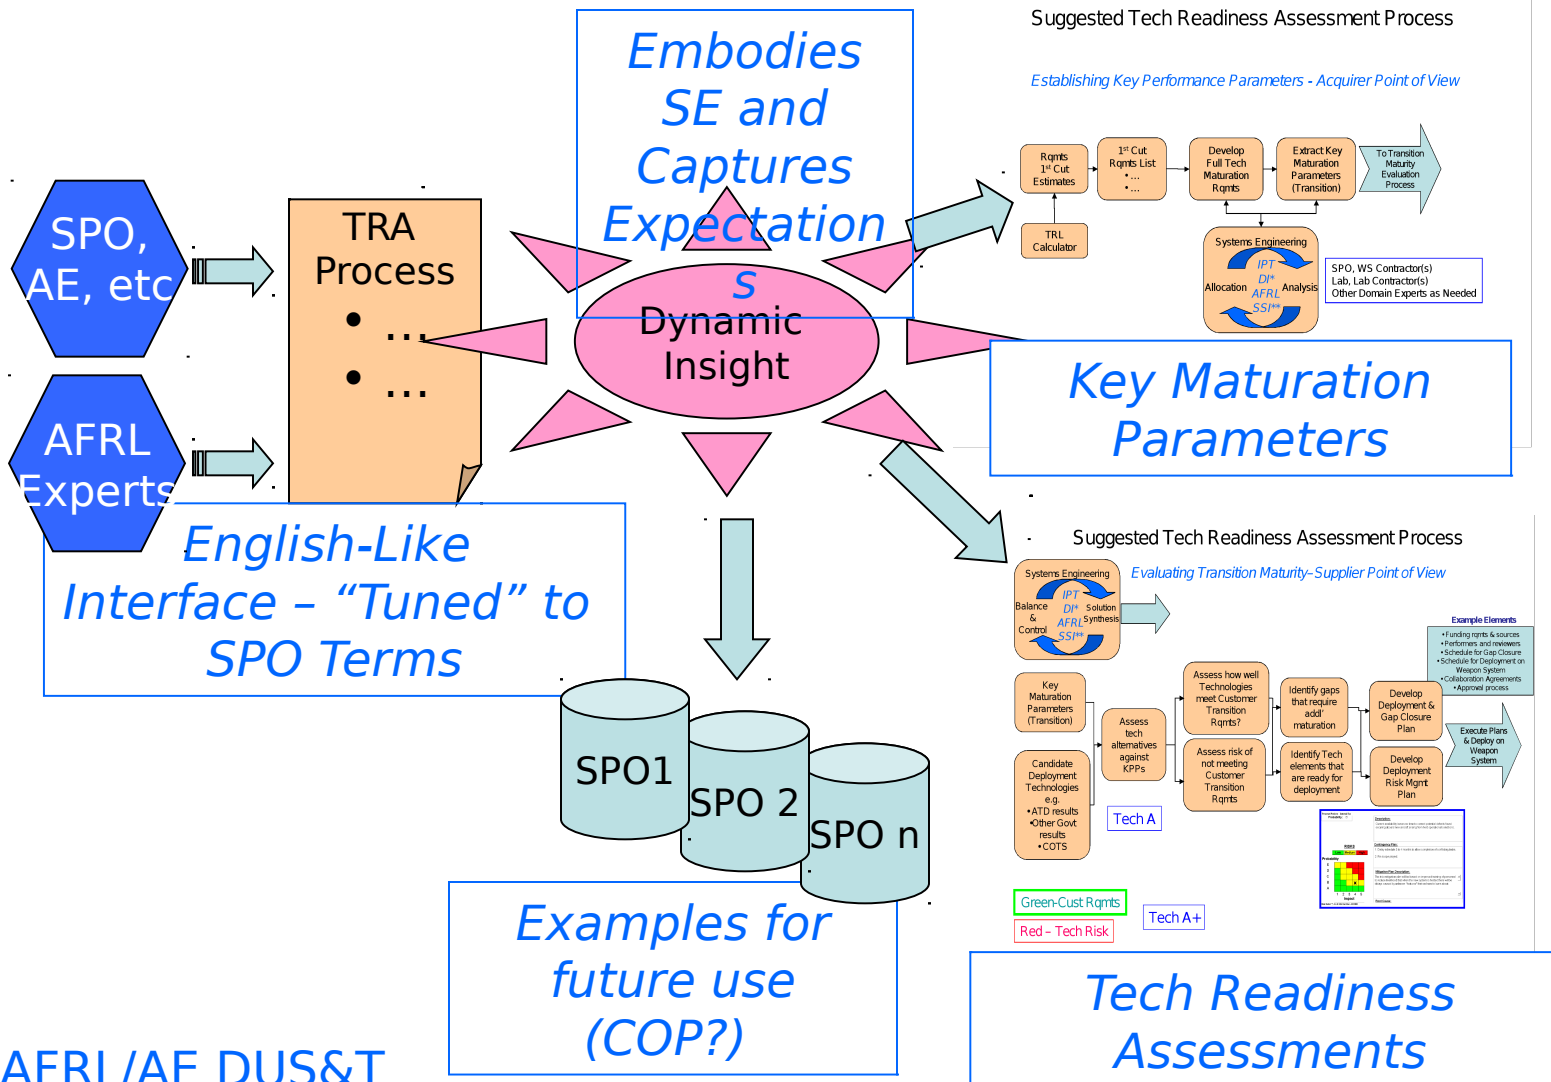 Embodies
SE and
Captures
Expectation
s
SPO,
AE, etc
AFRL
Experts
TRA
Process
• ...
• ...
Dynamic
Insight
English-Like
Interface – “Tuned” to
SPO Terms
SPO1
SPO 2
SPO n
Examples for
future use
(COP?)
AFRL/AE DUS&T
Suggested Tech Readiness Assessment Process
Establishing Key Performance Parameters - Acquirer Point of View
Rqmts
1st Cut
Estimates
1st Cut
Rqmts List
• ...
• ...
Develop
Full Tech
Maturation
Rqmts
Extract Key
Maturation
Parameters
(Transition)
To Transition
Maturity
Evaluation
Process
TRL
Calculator
Systems Engineering
Allocation
IPT
DI*
AFRL
SSI**
Analysis
SPO, WS Contractor(s)
Lab, Lab Contractor(s)
Other Domain Experts as Needed
Key Maturation
Parameters
Suggested Tech Readiness Assessment Process
Evaluating Transition Maturity–Supplier Point of View
Systems Engineering
Balance
&
Control
IPT
DI*
AFRL
SSI**
Solution
Synthesis
Example Elements
•Funding rqmts & sources
•Performers and reviewers
•Schedule for Gap Closure
•Schedule for Deployment on
Weapon System
•Collaboration Agreements
•Approval process
Key
Maturation
Parameters
(Transition)
Candidate
Deployment
Technologies
e.g.
•ATD results
•Other Govt
results
•COTS
Assess
tech
alternatives
against
KPPs
Assess how well
Technologies
meet Customer
Transition
Rqmts?
Assess risk of
not meeting
Customer
Transition
Rqmts
Identify gaps
that require
addl'
maturation
Identify Tech
elements that
are ready for
deployment
Develop
Deployment &
Gap Closure
Plan
Develop
Deployment
Risk Mgmt
Plan
Execute Plans
& Deploy on
Weapon
System
Tech A
Green-Cust Rqmts
Red – Tech Risk
Tech A+
Probability
Impact
Tech Readiness
Assessments